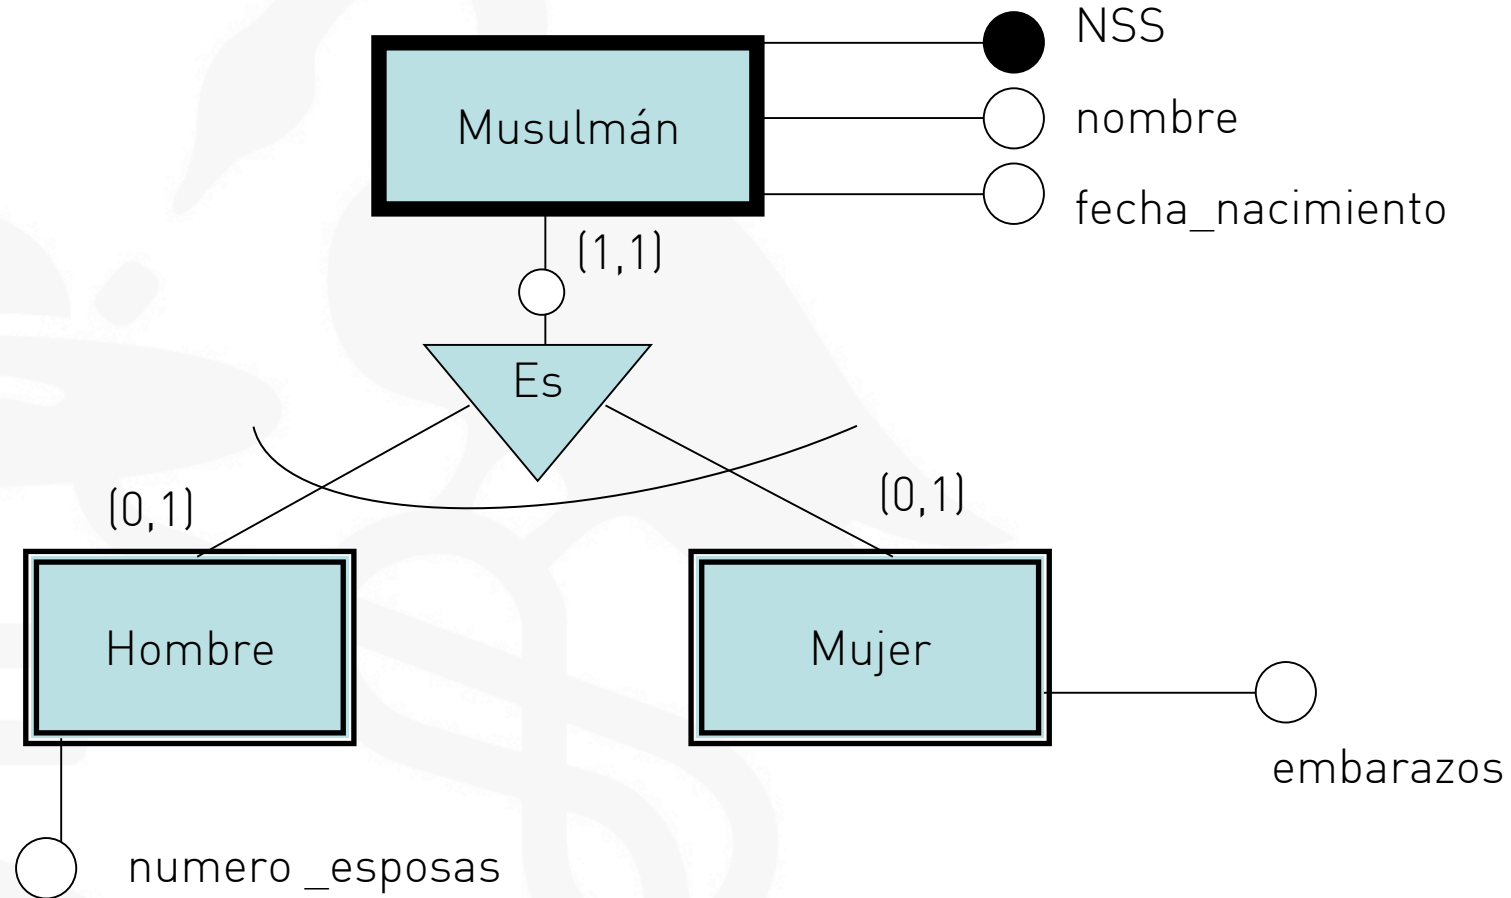 NSS
Musulmán
nombre
fecha_nacimiento
(1,1)
Es
(0,1)
(0,1)
Hombre
Mujer
embarazos
numero _esposas